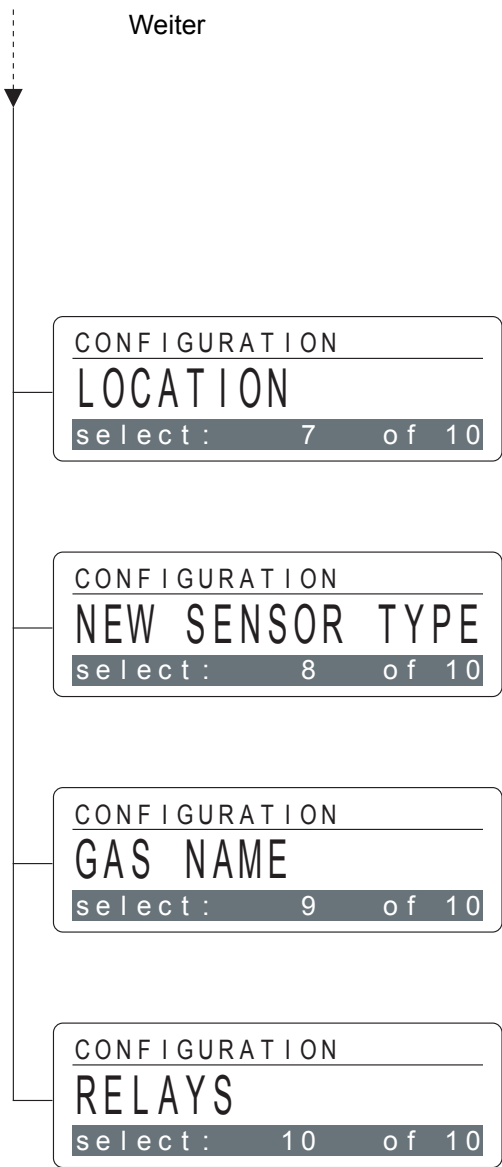 Weiter
CONFIGURATION
LOCATION
select: 7 of 10
CONFIGURATION
NEW SENSOR TYPE
select: 8 of 10
CONFIGURATION
GAS NAME
select: 9 of 10
CONFIGURATION
RELAYS
select: 10 of 10